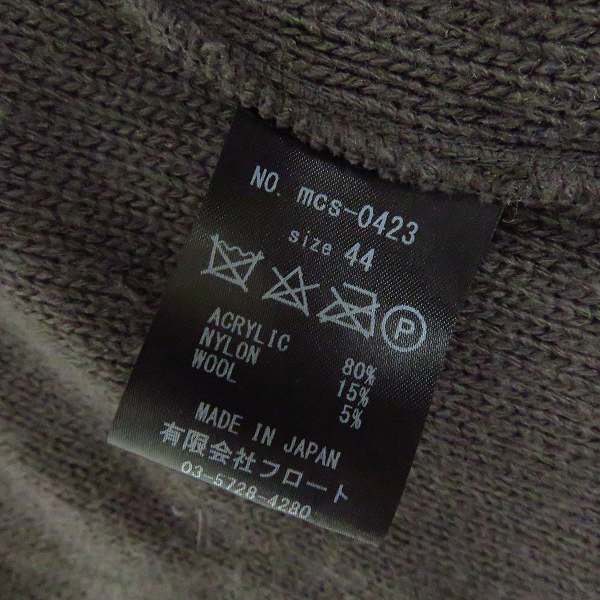 NO. mcs-0423
size 44
P
ACRYLIC 80%
NYLON 15%
WOOL 5%
MADE IN JAPAN
有限会社フロート
03-5728-4280